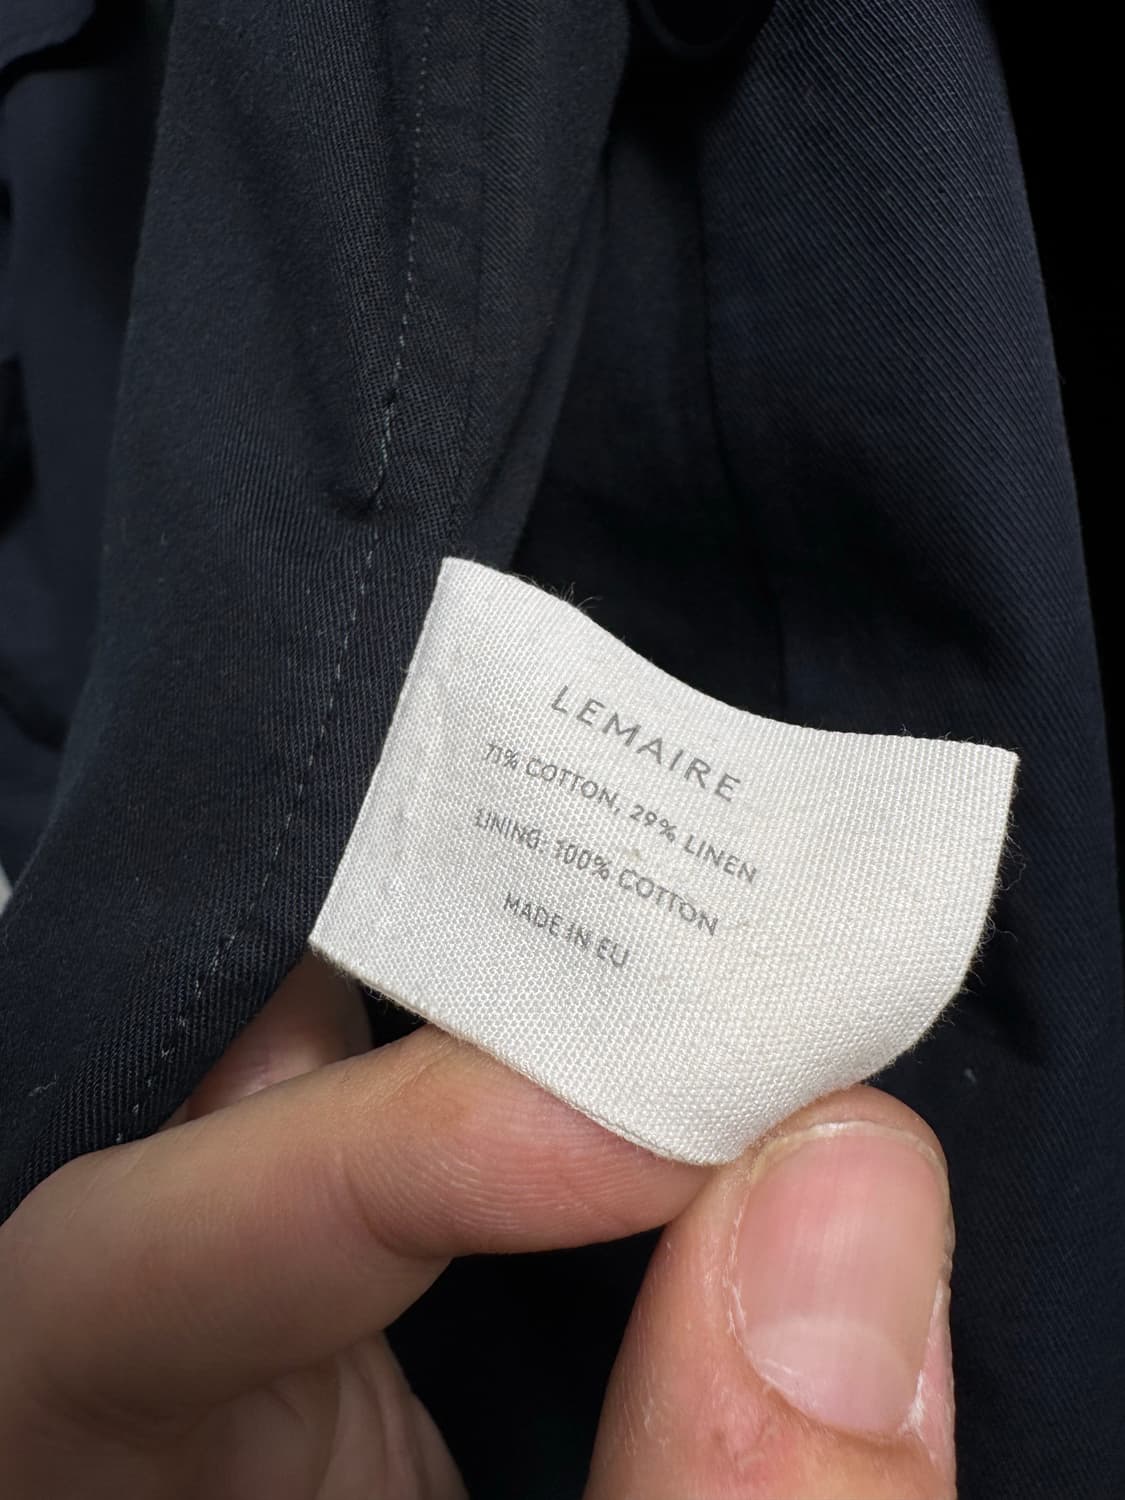 LEMAIRE
71% COTTON, 29% LINEN
LINING: 100% COTTON
MADE IN EU